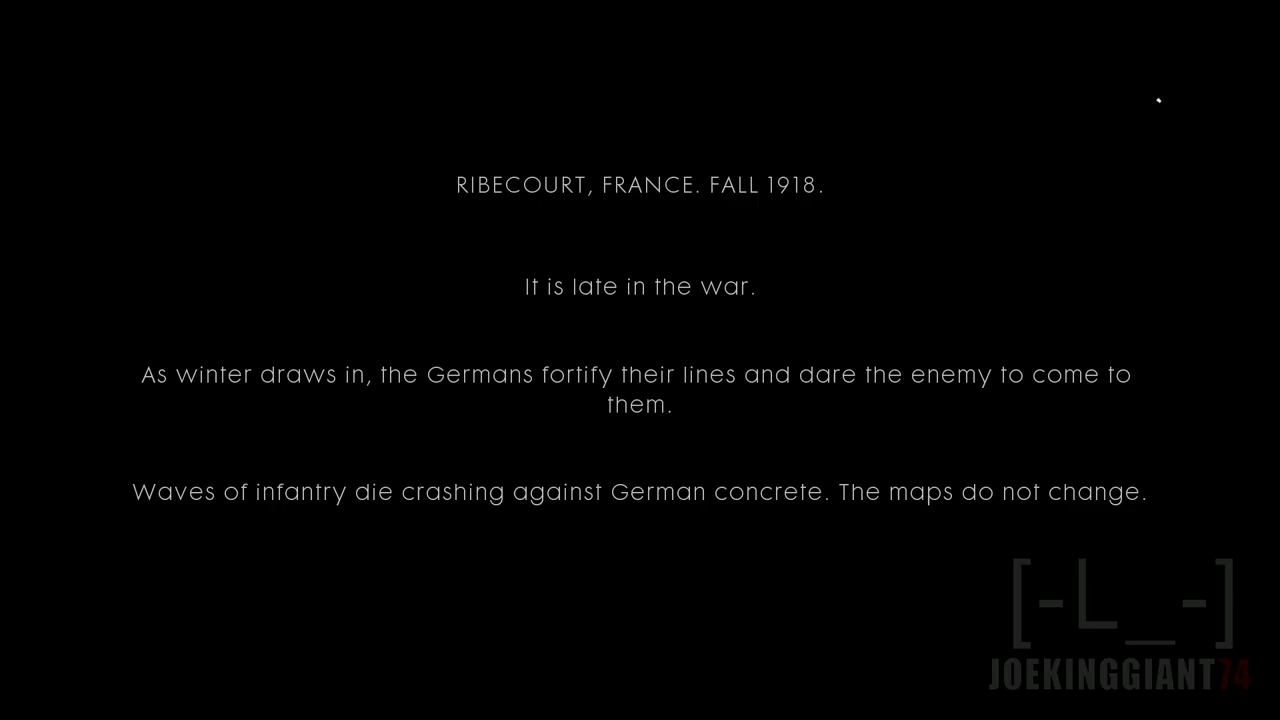 RIBECOURT, FRANCE. FALL 1918.
It is late in the war.
As winter draws in, the Germans fortify their lines and dare the enemy to come to
them.
Waves of infantry die crashing against German concrete. The maps do not change.
[-L_-]
JOEKINGGIANT74